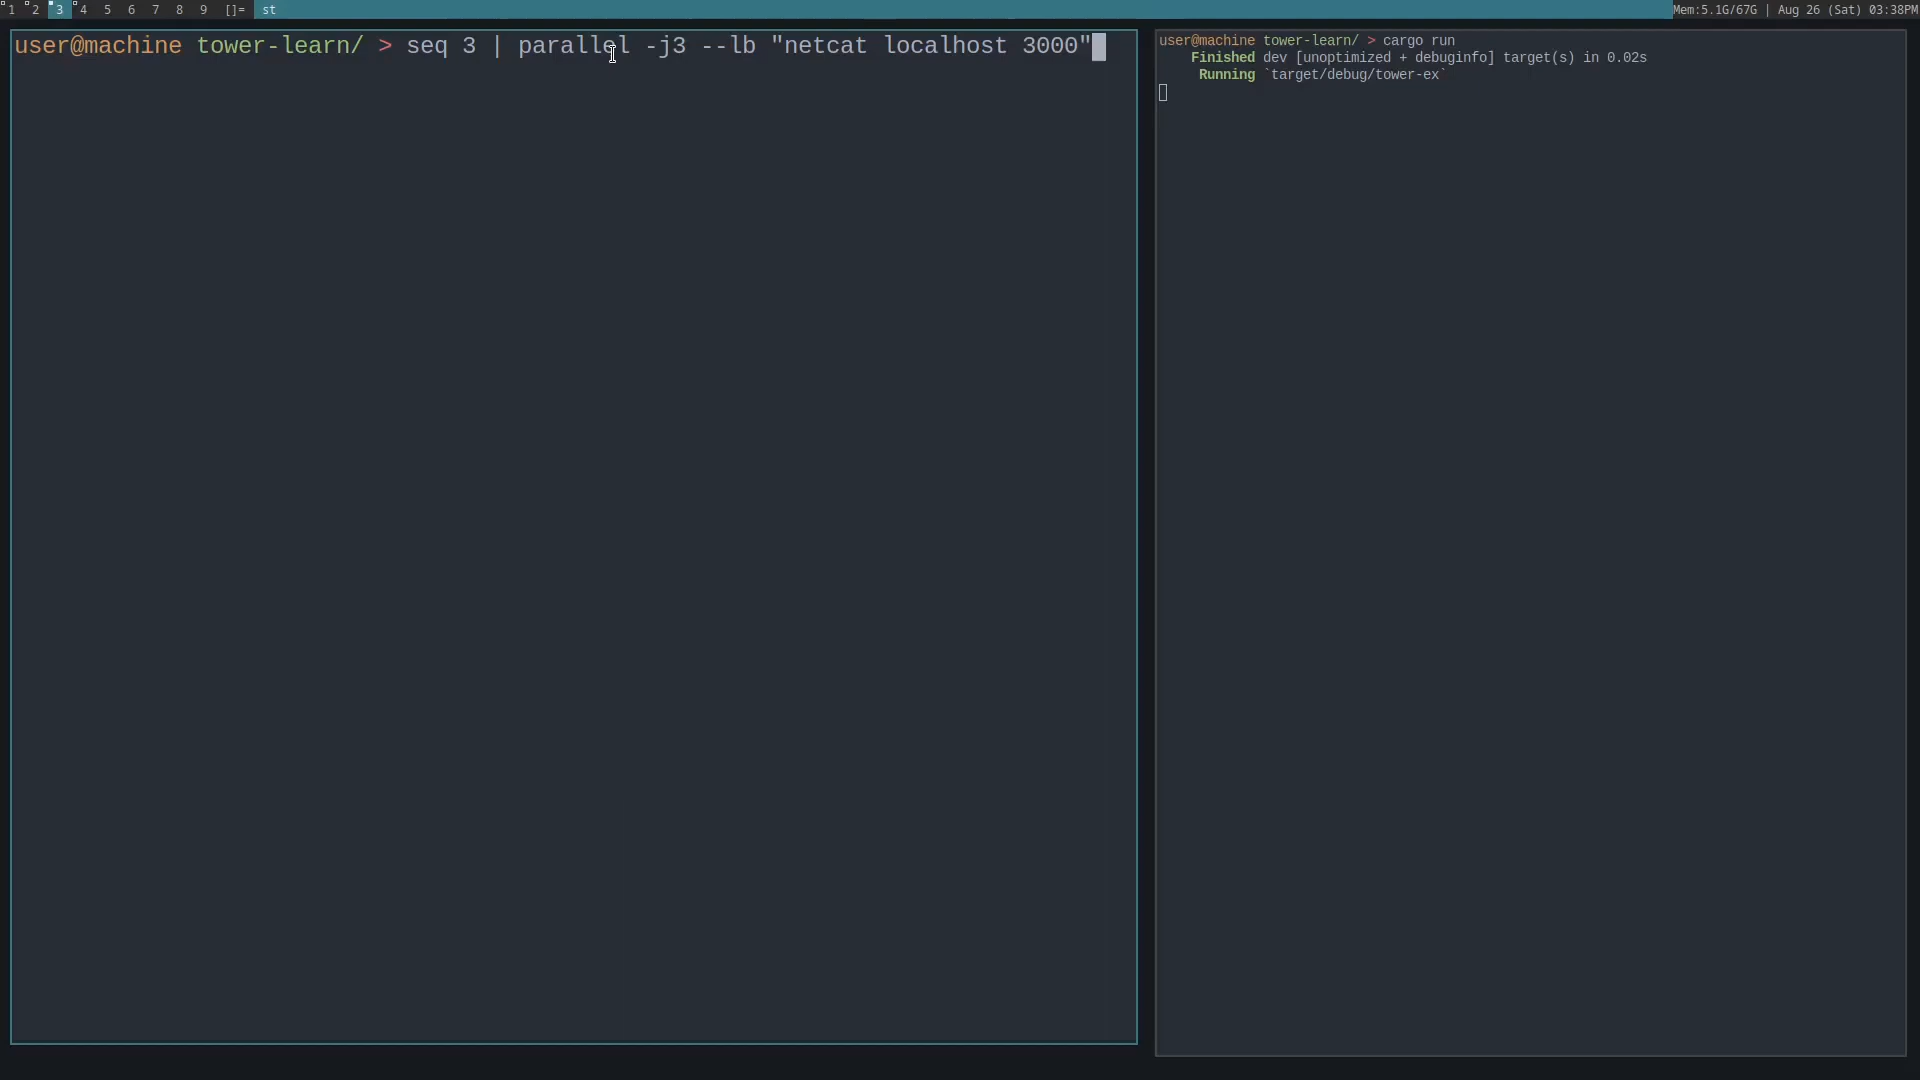 1 2 3 4 5 6 7 8 9 []= st Mem:5.1G/67G | Aug 26 (Sat) 03:38PM
user@machine tower-learn/ > seq 3 | parallel -j3 --lb "netcat localhost 3000"
user@machine tower-learn/ > cargo run
Finished dev [unoptimized + debuginfo] target(s) in 0.02s
Running `target/debug/tower-ex`